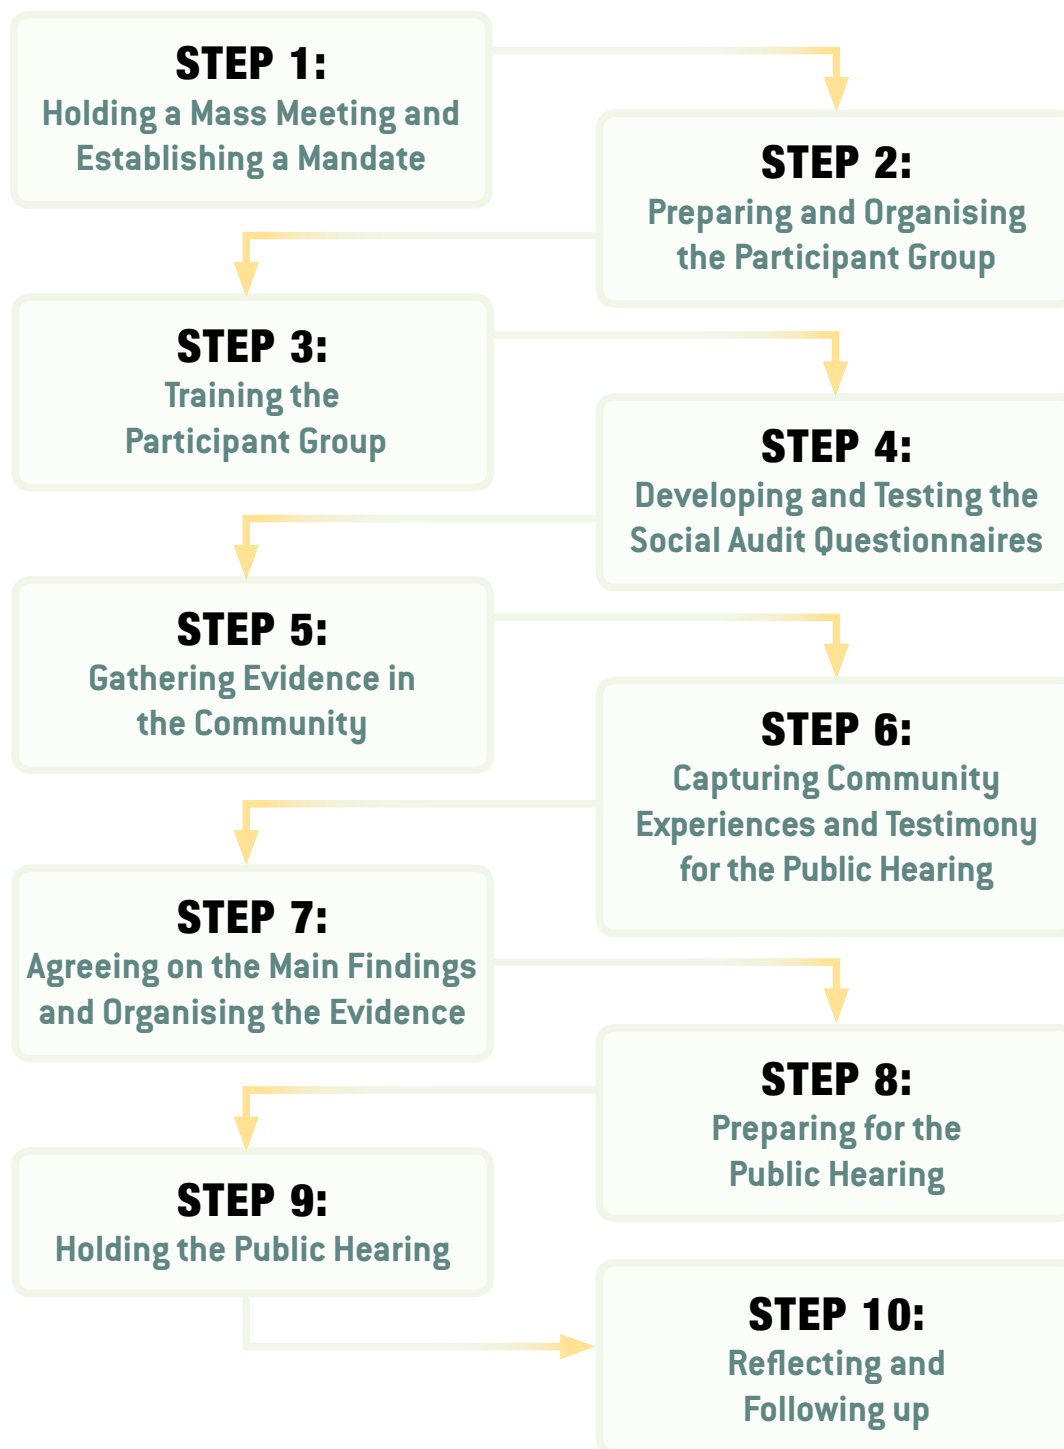 STEP 1:
Holding a Mass Meeting and
Establishing a Mandate
STEP 2:
Preparing and Organising
the Participant Group
STEP 3:
Training the
Participant Group
STEP 4:
Developing and Testing the
Social Audit Questionnaires
STEP 5:
Gathering Evidence in
the Community
STEP 6:
Capturing Community
Experiences and Testimony
for the Public Hearing
STEP 7:
Agreeing on the Main Findings
and Organising the Evidence
STEP 8:
Preparing for the
Public Hearing
STEP 9:
Holding the Public Hearing
STEP 10:
Reflecting and
Following up